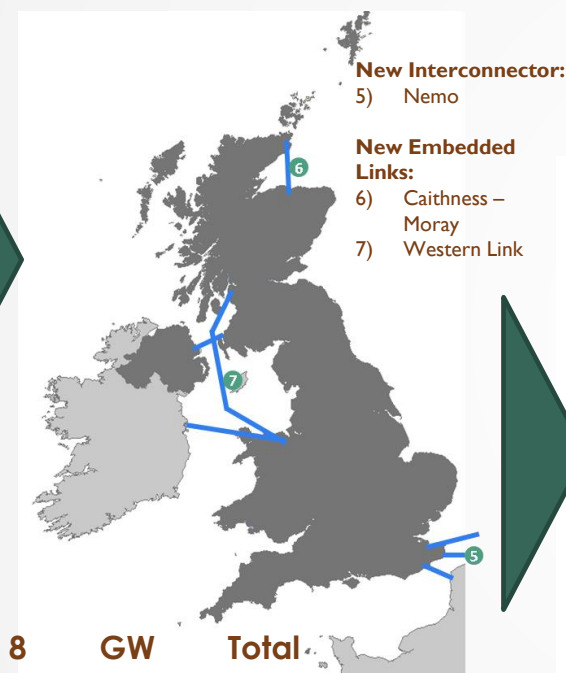 New Interconnector:
5) Nemo
New Embedded
Links:
6) Caithness –
Moray
7) Western Link
6
7
5
8 GW Total